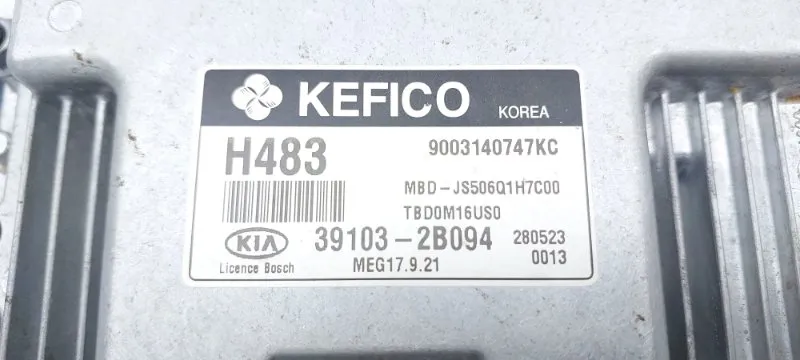 KEFICO KOREA
H483 9003140747KC
MBD-JS506Q1H7C00
TBD0M16US0
KIA 39103-2B094 280523
Licence Bosch MEG17.9.21 0013